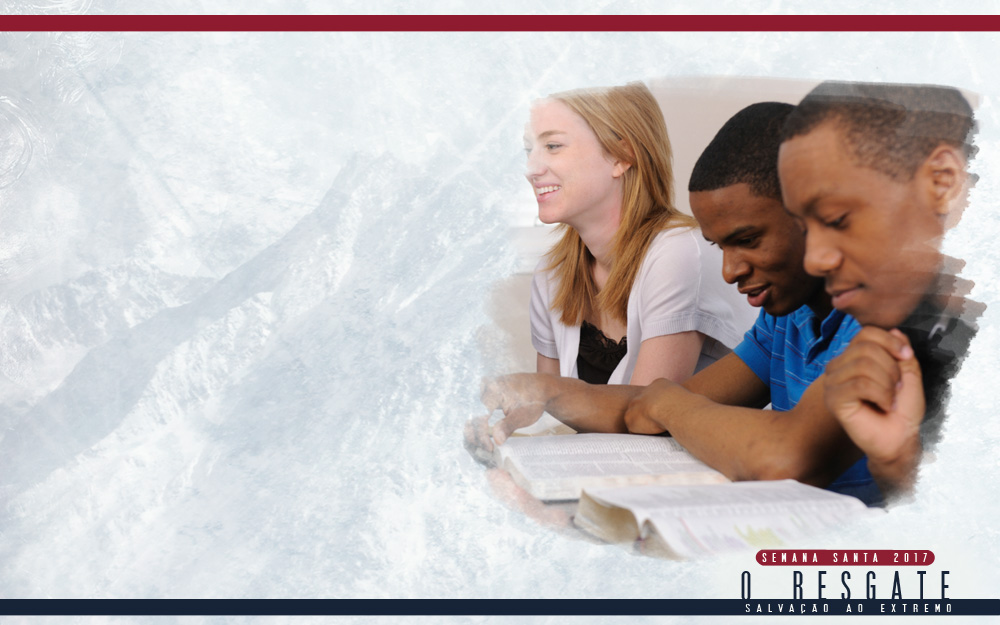 SEMANA SANTA 2017
O RESGATE
SALVAÇÃO AO EXTREMO